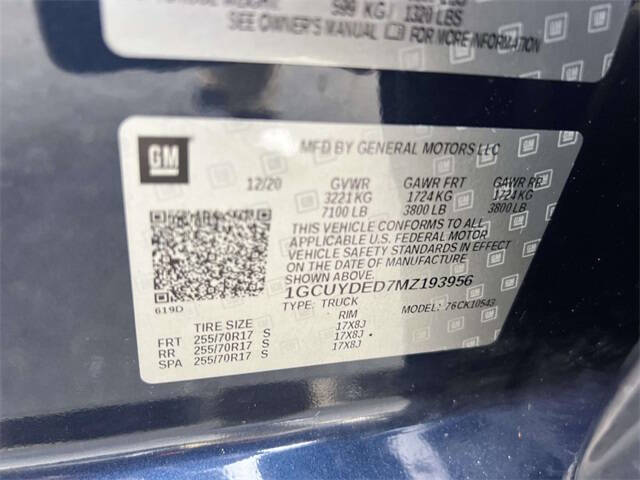 599 KG / 1320 LBS
SEE OWNER'S MANUAL FOR MORE INFORMATION
GM
MFD BY GENERAL MOTORS LLC
12/20 GVWR GAWR FRT GAWR RR
3221 KG 1724 KG 1724 KG
7100 LB 3800 LB 3800 LB
THIS VEHICLE CONFORMS TO ALL
APPLICABLE U.S. FEDERAL MOTOR
VEHICLE SAFETY STANDARDS IN EFFECT
ON THE DATE OF MANUFACTURE
SHOWN ABOVE.
1GCUYDED7MZ193956
619D
TYPE: TRUCK MODEL: 76CK10543
TIRE SIZE RIM
FRT 255/70R17 S 17X8J
RR 255/70R17 S 17X8J
SPA 255/70R17 S 17X8J